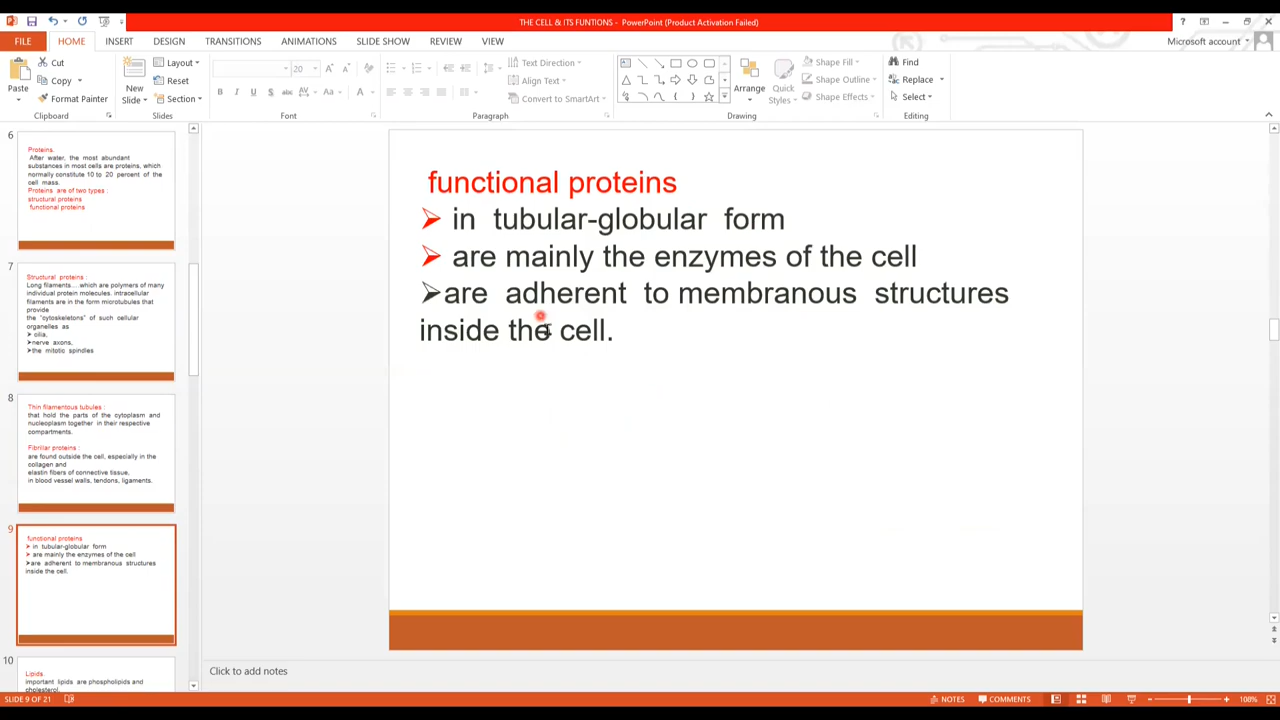 THE CELL & ITS FUNTIONS - PowerPoint (Product Activation Failed)
FILE HOME INSERT DESIGN TRANSITIONS ANIMATIONS SLIDE SHOW REVIEW VIEW Microsoft account
Paste
Cut
Copy
Format Painter
Clipboard
New
Slide
Layout
Reset
Section
Slides
20
Font
Text Direction
Align Text
Convert to SmartArt
Paragraph
Arrange
Quick
Styles
Shape Fill
Shape Outline
Shape Effects
Drawing
Find
Replace
Select
Editing
6
Proteins.
After water, the most abundant
substances in most cells are proteins, which
normally constitute 10 to 20 percent of the
cell mass.
Proteins are of two types :
structural proteins
functional proteins
7
Structural proteins :
Long filaments....which are polymers of many
individual protein molecules. intracellular
filaments are in the form microtubules that
provide
the "cytoskeletons" of such cellular
organelles as
cilia,
nerve axons,
the mitotic spindles
8
Thin filamentous tubules :
that hold the parts of the cytoplasm and
nucleoplasm together in their respective
compartments.
Fibrillar proteins :
are found outside the cell, especially in the
collagen and
elastin fibers of connective tissue,
in blood vessel walls, tendons, ligaments.
9
functional proteins
in tubular-globular form
are mainly the enzymes of the cell
are adherent to membranous structures
inside the cell.
10
Lipids.
important lipids are phospholipids and
cholesterol.
functional proteins
in tubular-globular form
are mainly the enzymes of the cell
are adherent to membranous structures
inside the cell.
Click to add notes
SLIDE 9 OF 21
NOTES
COMMENTS
100%